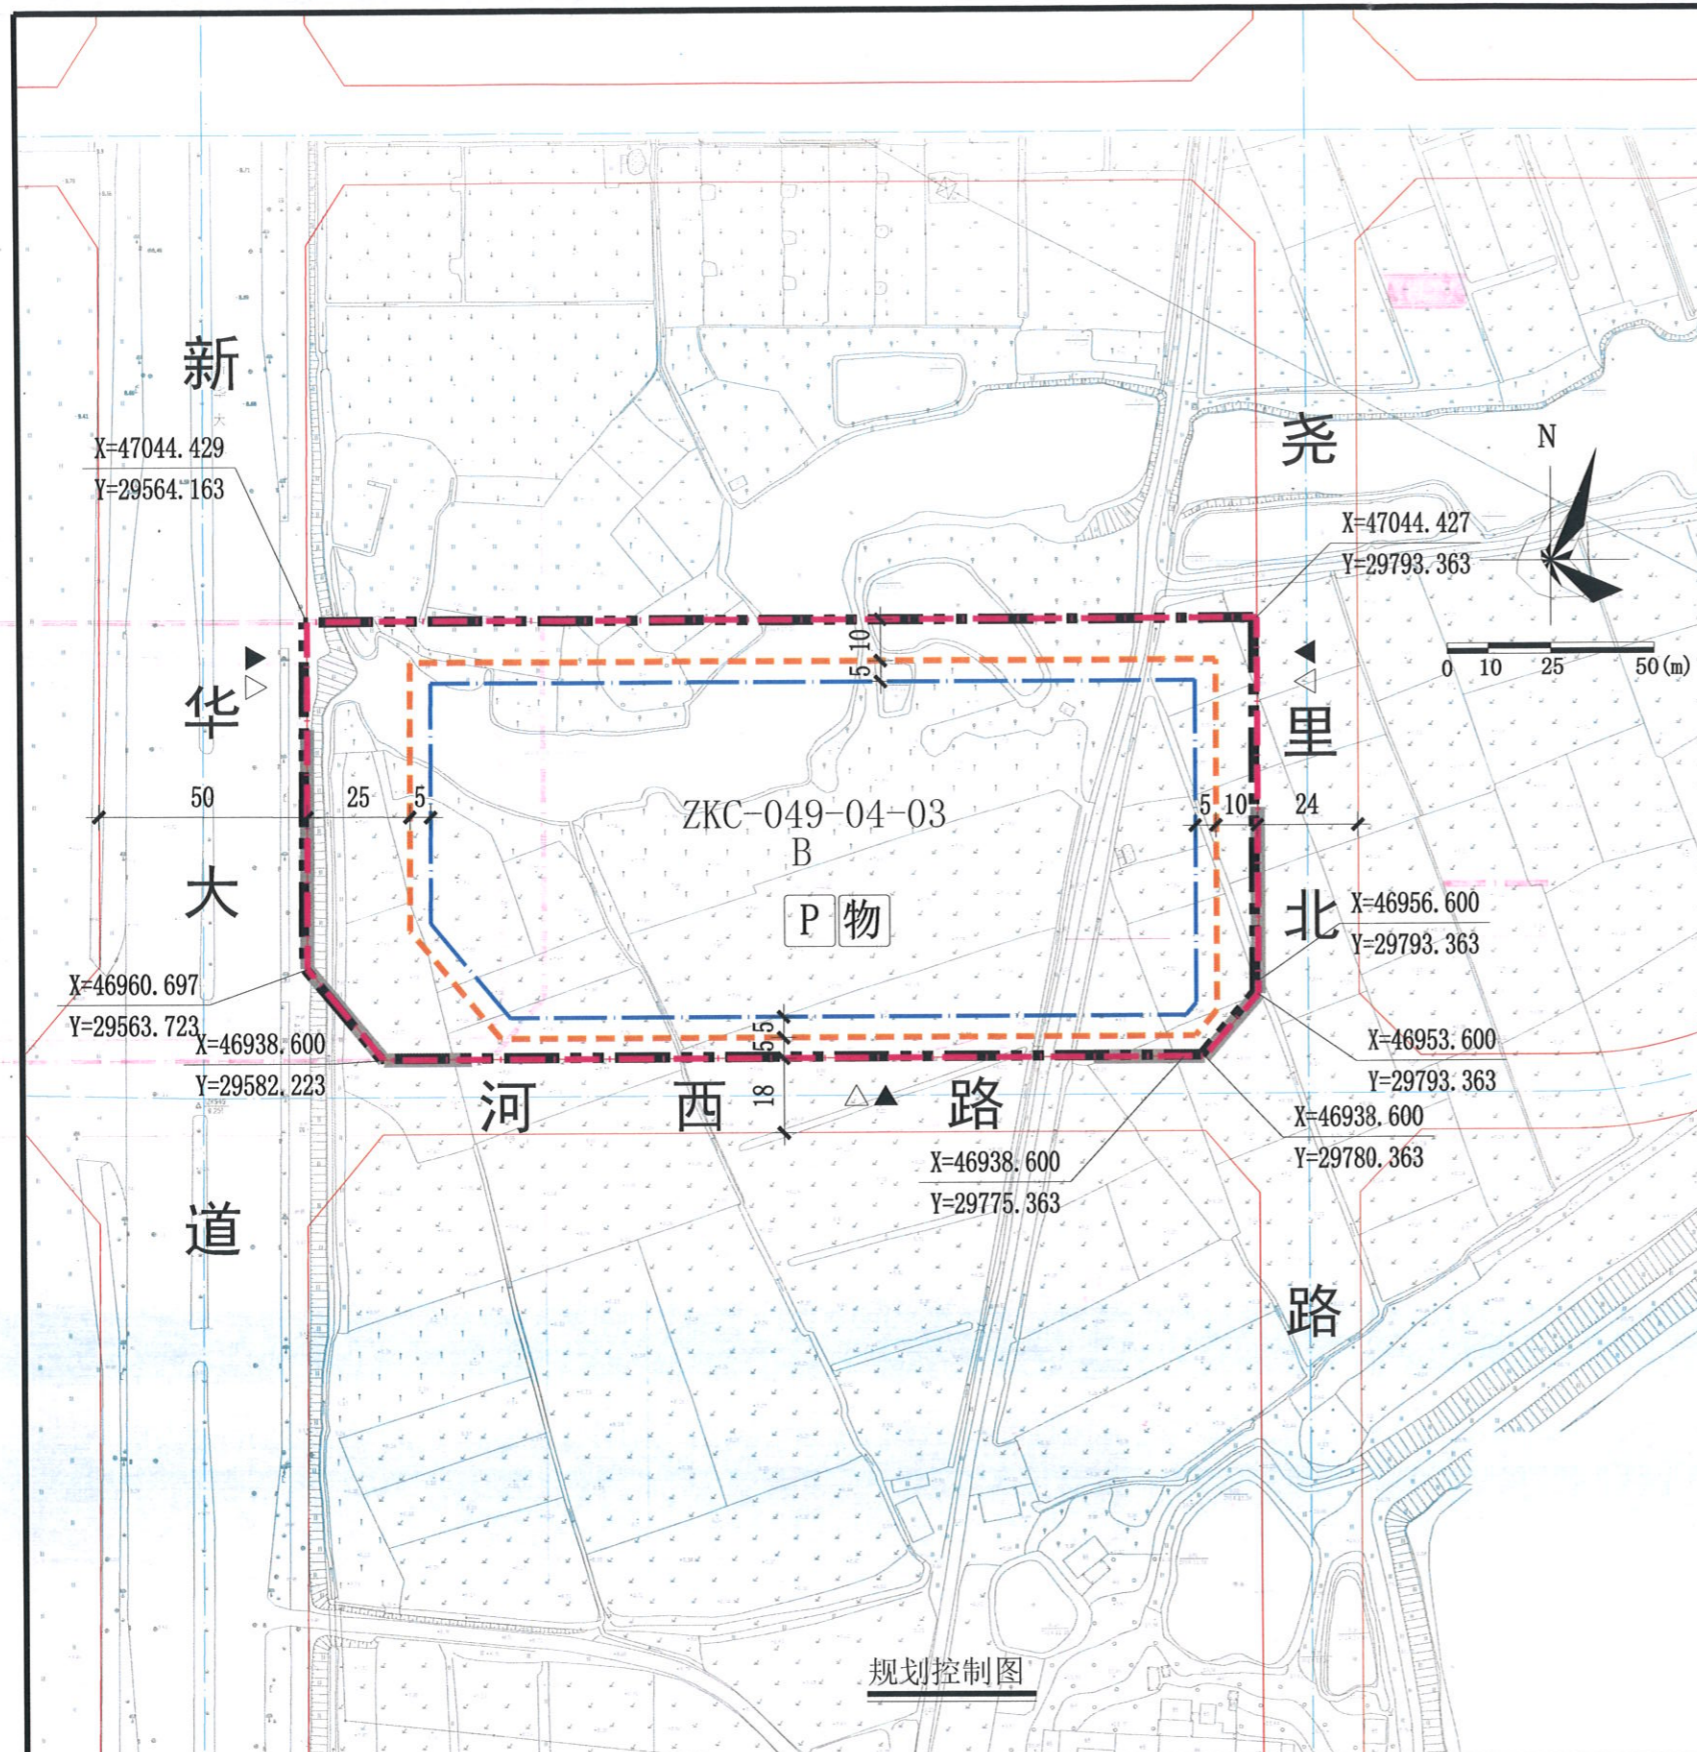 新
华
大
道
尧
里
北
路
河 西 路
N
0 10 25 50(m)
X=47044.429
Y=29564.163
X=47044.427
Y=29793.363
10
5
50
25
5
ZKC-049-04-03
B
P 物
5
10
24
X=46956.600
Y=29793.363
X=46960.697
Y=29563.723
X=46938.600
Y=29582.223
5
5
18
X=46953.600
Y=29793.363
X=46938.600
Y=29780.363
X=46938.600
Y=29775.363
规划控制图